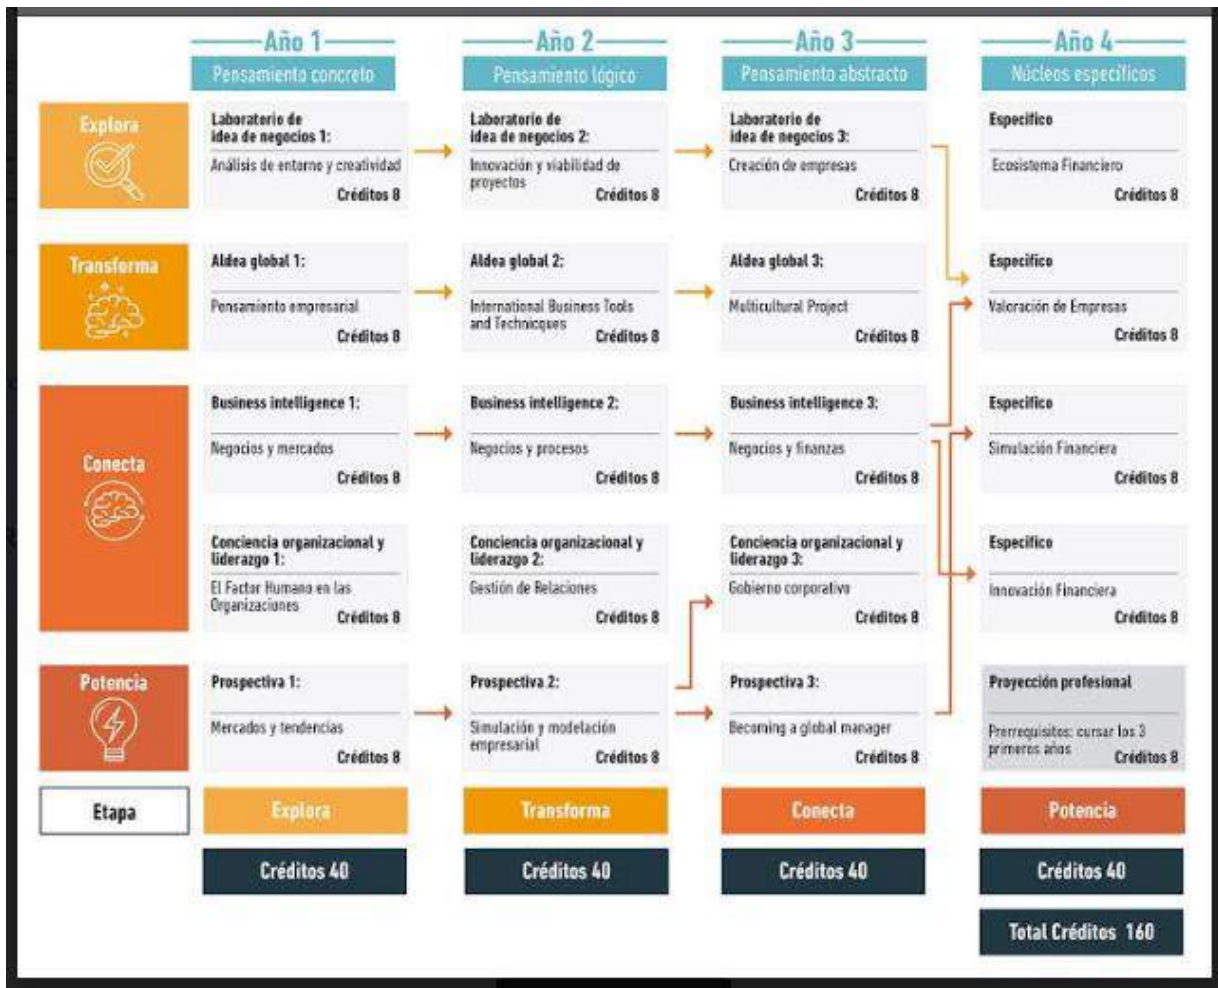 Año 1
Año 2
Año 3
Año 4
Pensamiento concreto
Pensamiento lógico
Pensamiento abstracto
Núcleos específicos
Explora
Laboratorio de
idea de negocios 1:
Análisis de entorno y creatividad
Créditos 8
Laboratorio de
idea de negocios 2:
Innovación y viabilidad de
proyectos
Créditos 8
Laboratorio de
idea de negocios 3:
Creación de empresas
Créditos 8
Específico
Ecosistema Financiero
Créditos 8
Transforma
Aldea global 1:
Pensamiento empresarial
Créditos 8
Aldea global 2:
International Business Tools
and Technicques
Créditos 8
Aldea global 3:
Multicultural Project
Créditos 8
Específico
Valoración de Empresas
Créditos 8
Conecta
Business intelligence 1:
Negocios y mercados
Créditos 8
Business intelligence 2:
Negocios y procesos
Créditos 8
Business intelligence 3:
Negocios y finanzas
Créditos 8
Específico
Simulación Financiera
Créditos 8
Conciencia organizacional y
liderazgo 1:
El Factor Humano en las
Organizaciones
Créditos 8
Conciencia organizacional y
liderazgo 2:
Gestión de Relaciones
Créditos 8
Conciencia organizacional y
liderazgo 3:
Gobierno corporativo
Créditos 8
Específico
Innovación Financiera
Créditos 8
Potencia
Prospectiva 1:
Mercados y tendencias
Créditos 8
Prospectiva 2:
Simulación y modelación
empresarial
Créditos 8
Prospectiva 3:
Becoming a global manager
Créditos 8
Proyección profesional
Prerrequisitos: cursar los 3
primeros años
Créditos 8
Etapa
Explora
Transforma
Conecta
Potencia
Créditos 40
Créditos 40
Créditos 40
Créditos 40
Total Créditos 160